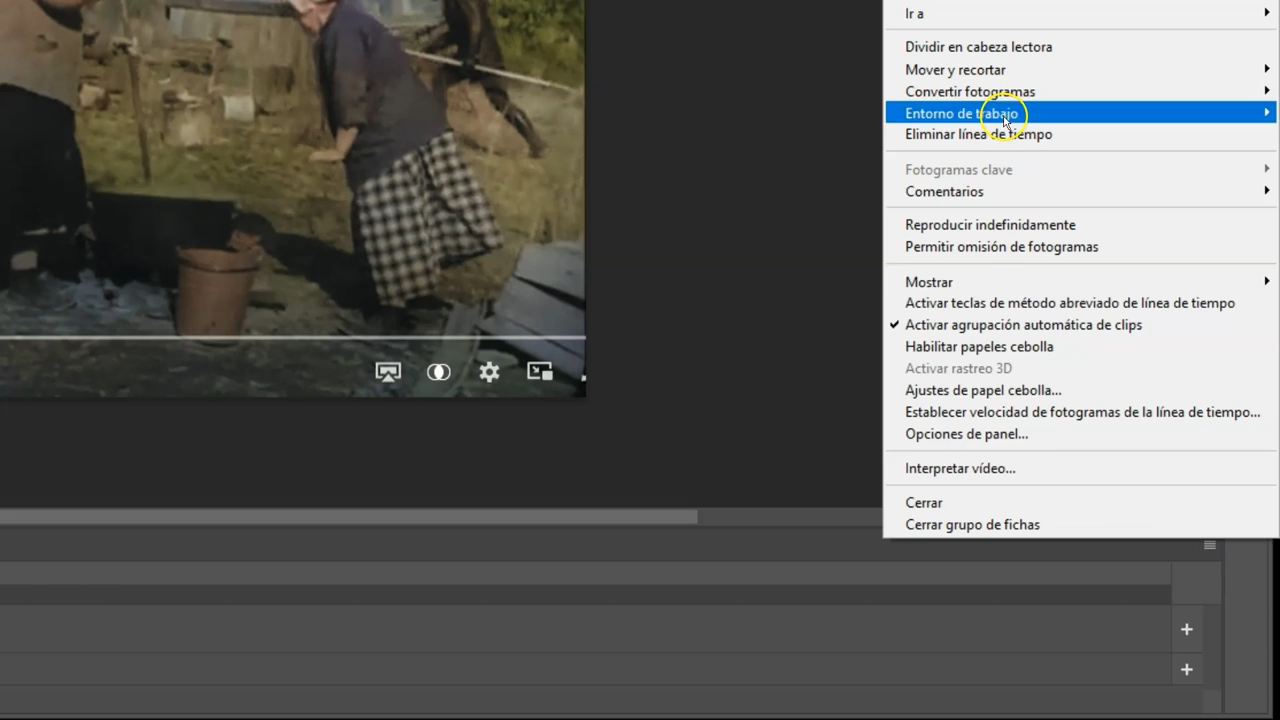 Ir a
Dividir en cabeza lectora
Mover y recortar
Convertir fotogramas
Entorno de trabajo
Eliminar línea de tiempo
Fotogramas clave
Comentarios
Reproducir indefinidamente
Permitir omisión de fotogramas
Mostrar
Activar teclas de método abreviado de línea de tiempo
Activar agrupación automática de clips
Habilitar papeles cebolla
Activar rastreo 3D
Ajustes de papel cebolla...
Establecer velocidad de fotogramas de la línea de tiempo...
Opciones de panel...
Interpretar vídeo...
Cerrar
Cerrar grupo de fichas